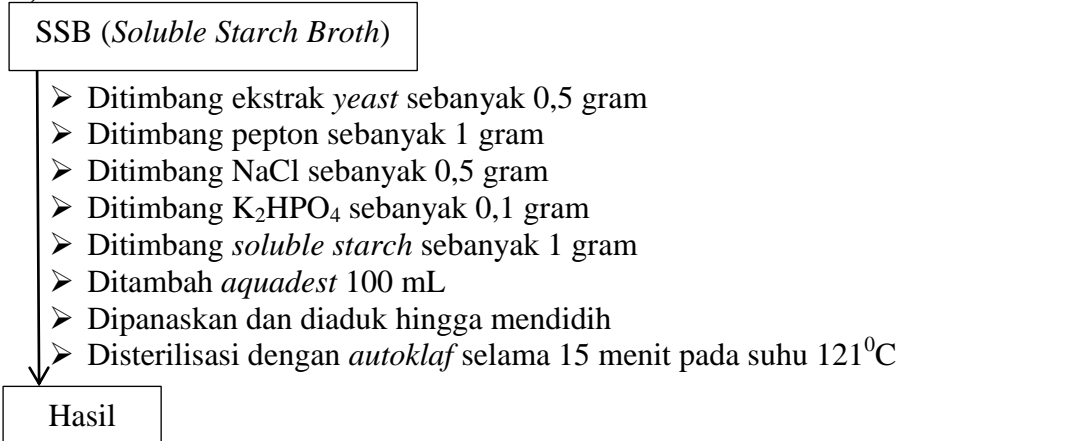 SSB (Soluble Starch Broth)
➢ Ditimbang ekstrak yeast sebanyak 0,5 gram
➢ Ditimbang pepton sebanyak 1 gram
➢ Ditimbang NaCl sebanyak 0,5 gram
➢ Ditimbang K₂HPO₄ sebanyak 0,1 gram
➢ Ditimbang soluble starch sebanyak 1 gram
➢ Ditambah aquadest 100 mL
➢ Dipanaskan dan diaduk hingga mendidih
➢ Disterilisasi dengan autoklaf selama 15 menit pada suhu 121⁰C
Hasil